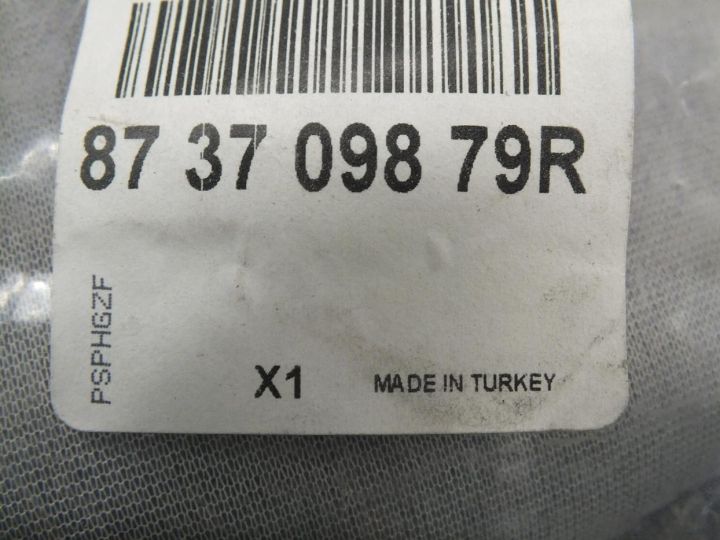 87 37 098 79R
PSPHGZF
X1 MADE IN TURKEY